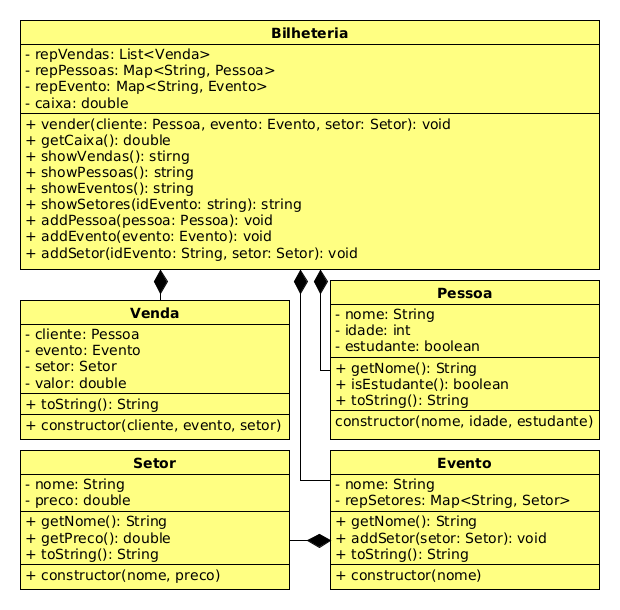 Bilheteria
- repVendas: List<Venda>
- repPessoas: Map<String, Pessoa>
- repEvento: Map<String, Evento>
- caixa: double
+ vender(cliente: Pessoa, evento: Evento, setor: Setor): void
+ getCaixa(): double
+ showVendas(): stirng
+ showPessoas(): string
+ showEventos(): string
+ showSetores(idEvento: string): string
+ addPessoa(pessoa: Pessoa): void
+ addEvento(evento: Evento): void
+ addSetor(idEvento: String, setor: Setor): void
Venda
- cliente: Pessoa
- evento: Evento
- setor: Setor
- valor: double
+ toString(): String
+ constructor(cliente, evento, setor)
Pessoa
- nome: String
- idade: int
- estudante: boolean
+ getNome(): String
+ isEstudante(): boolean
+ toString(): String
constructor(nome, idade, estudante)
Setor
- nome: String
- preco: double
+ getNome(): String
+ getPreco(): double
+ toString(): String
+ constructor(nome, preco)
Evento
- nome: String
- repSetores: Map<String, Setor>
+ getNome(): String
+ addSetor(setor: Setor): void
+ toString(): String
+ constructor(nome)